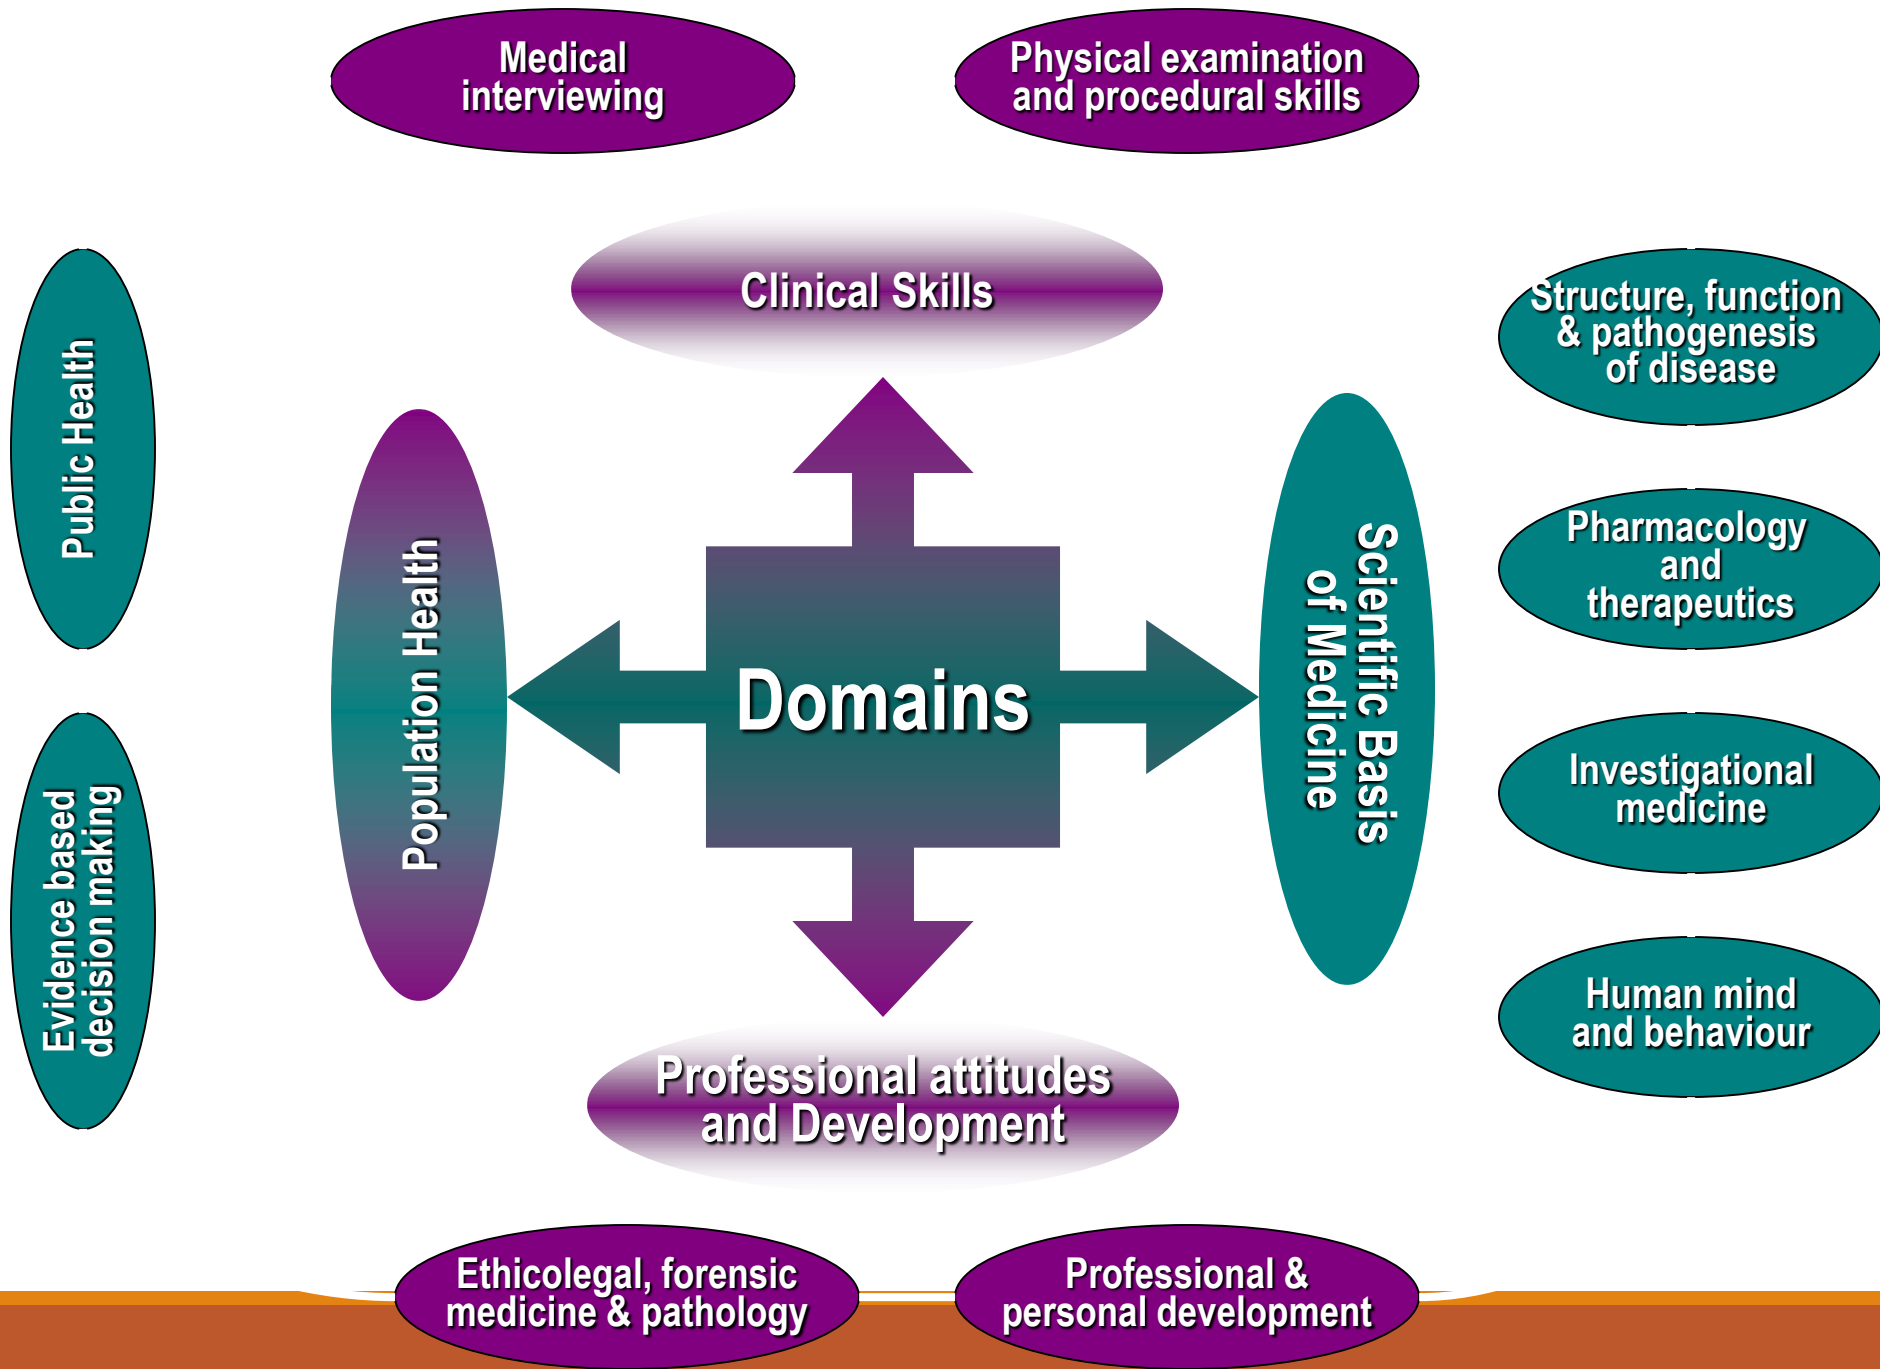 Medical
interviewing
Physical examination
and procedural skills
Clinical Skills
Public Health
Evidence based
decision making
Population Health
Domains
Scientific Basis
of Medicine
Structure, function
& pathogenesis
of disease
Pharmacology
and
therapeutics
Investigational
medicine
Human mind
and behaviour
Professional attitudes
and Development
Ethicolegal, forensic
medicine & pathology
Professional &
personal development